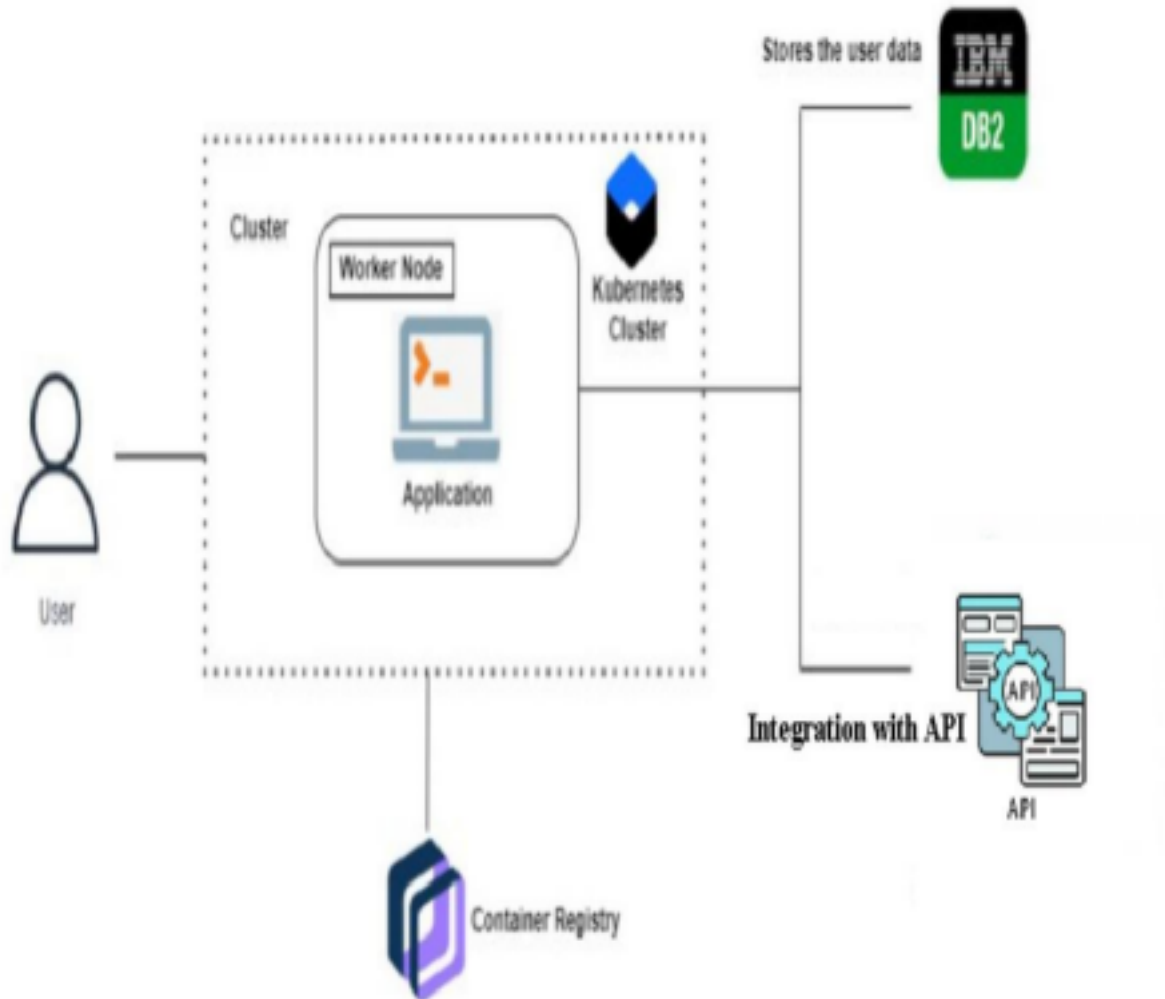 Stores the user data
IBM
DB2
Cluster
Worker Node
Kubernetes
Cluster
Application
User
API
Integration with API
API
Container Registry